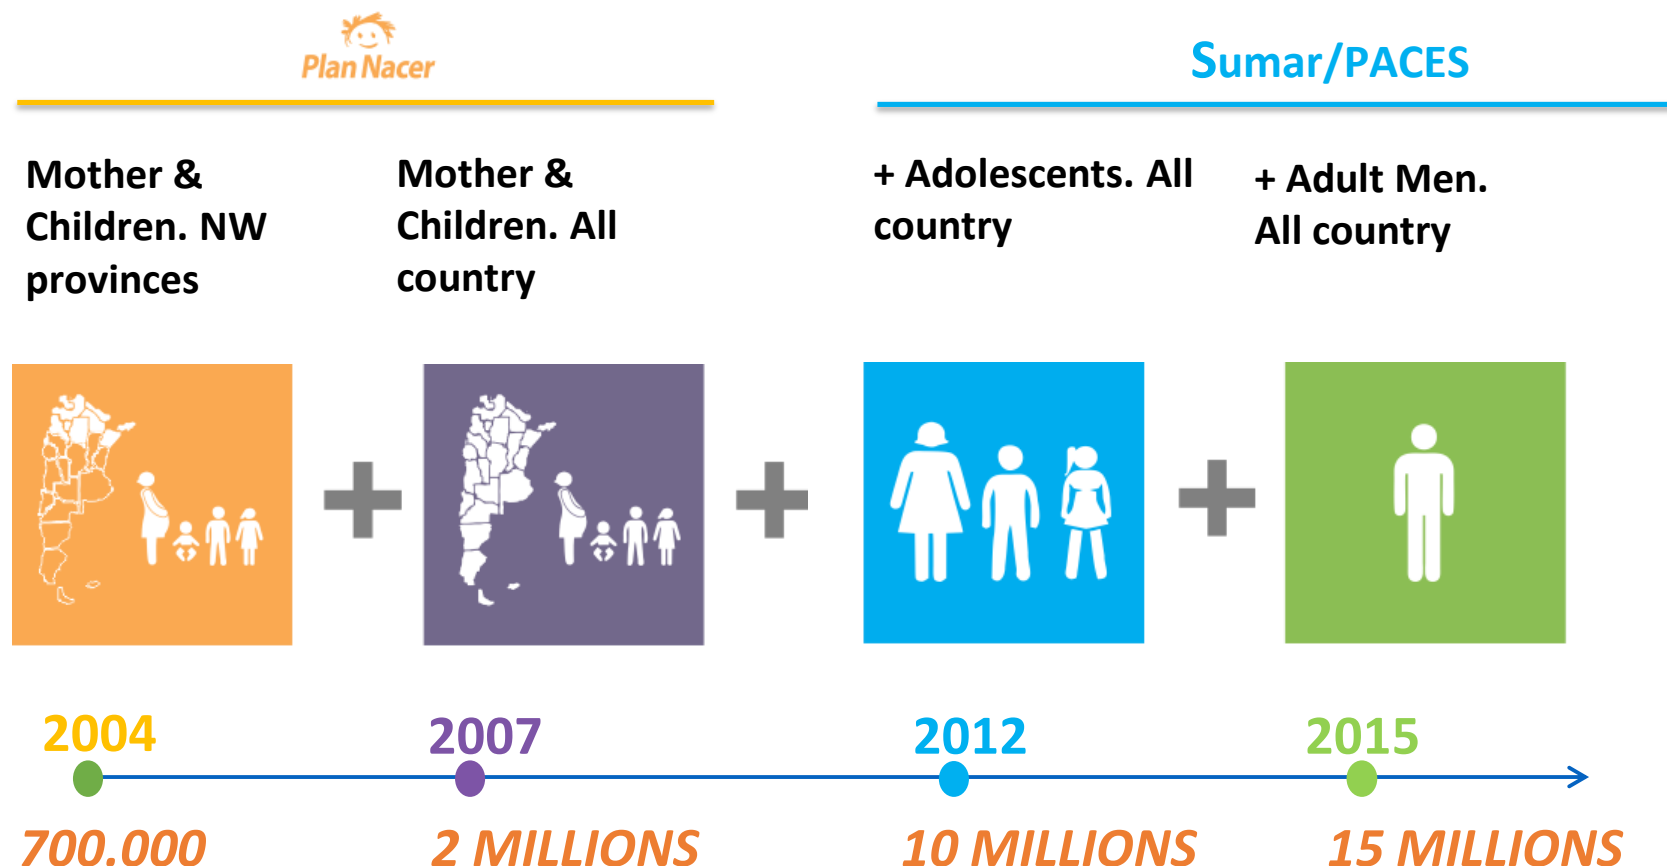 Plan Nacer
Sumar/PACES
Mother &
Children. NW
provinces
Mother &
Children. All
country
+ Adolescents. All
country
+ Adult Men.
All country
2004
2007
2012
2015
700.000
2 MILLIONS
10 MILLIONS
15 MILLIONS